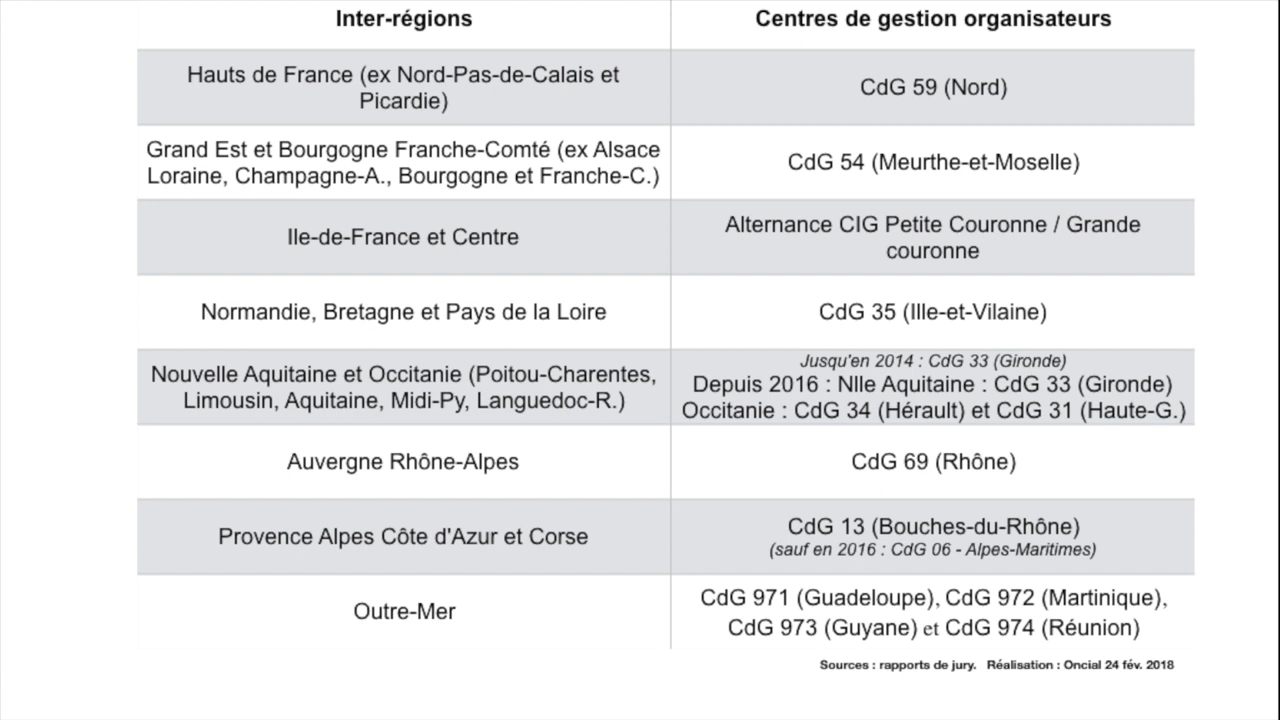 Inter-régions
Centres de gestion organisateurs
Hauts de France (ex Nord-Pas-de-Calais et
Picardie)
CdG 59 (Nord)
Grand Est et Bourgogne Franche-Comté (ex Alsace
Loraine, Champagne-A., Bourgogne et Franche-C.)
CdG 54 (Meurthe-et-Moselle)
Ile-de-France et Centre
Alternance CIG Petite Couronne / Grande
couronne
Normandie, Bretagne et Pays de la Loire
CdG 35 (Ille-et-Vilaine)
Nouvelle Aquitaine et Occitanie (Poitou-Charentes,
Limousin, Aquitaine, Midi-Py, Languedoc-R.)
Jusqu'en 2014 : CdG 33 (Gironde)
Depuis 2016 : Nlle Aquitaine : CdG 33 (Gironde)
Occitanie : CdG 34 (Hérault) et CdG 31 (Haute-G.)
Auvergne Rhône-Alpes
CdG 69 (Rhône)
Provence Alpes Côte d'Azur et Corse
CdG 13 (Bouches-du-Rhône)
(sauf en 2016 : CdG 06 - Alpes-Maritimes)
Outre-Mer
CdG 971 (Guadeloupe), CdG 972 (Martinique),
CdG 973 (Guyane) et CdG 974 (Réunion)
Sources : rapports de jury. Réalisation : Oncial 24 fév. 2018